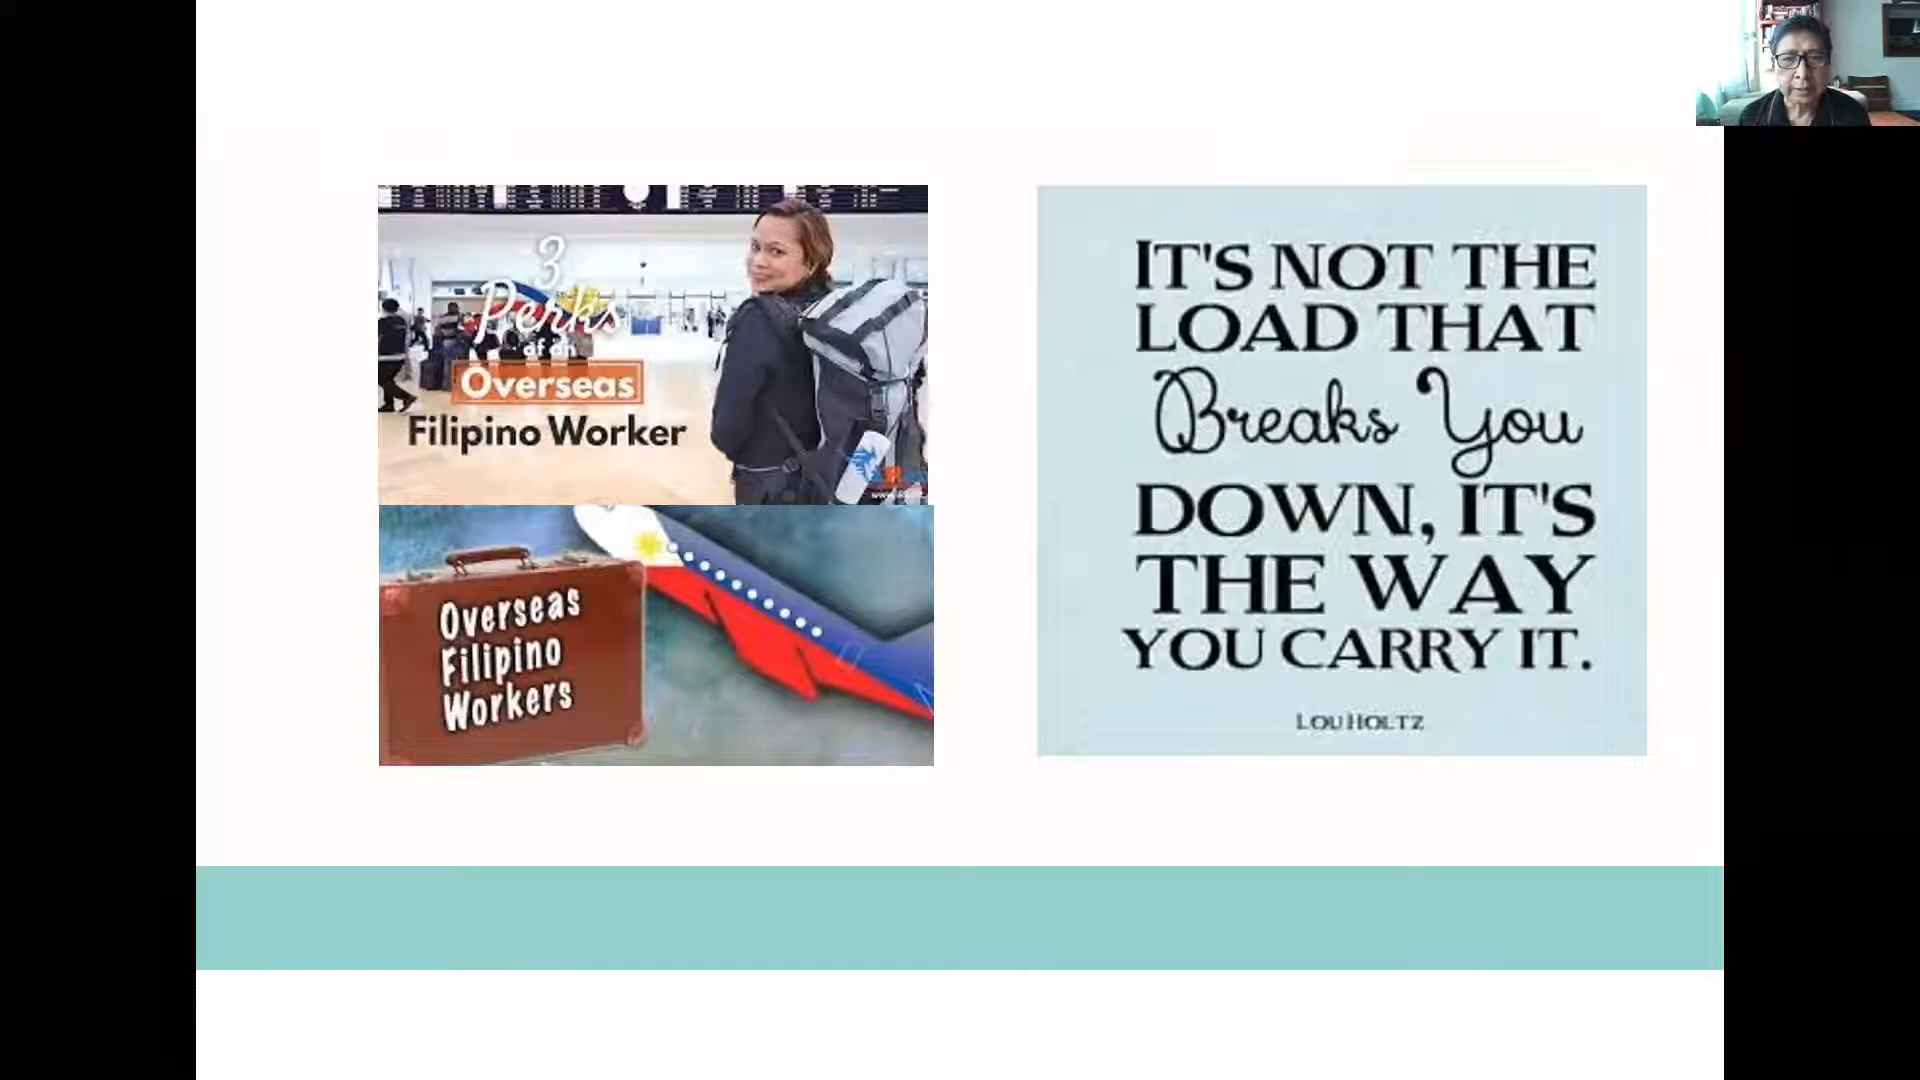 3
Perks
of an
Overseas
Filipino Worker
Overseas
Filipino
Workers
IT'S NOT THE
LOAD THAT
Breaks You
DOWN, IT'S
THE WAY
YOU CARRY IT.
LOU HOLTZ